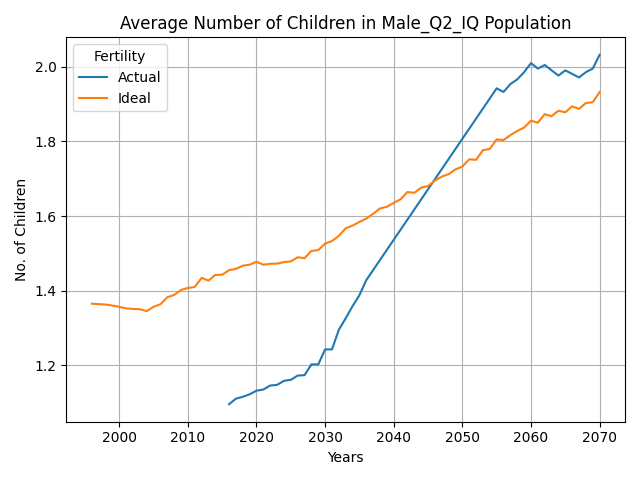 Average Number of Children in Male_Q2_IQ Population
Fertility
Actual
Ideal
No. of Children
2.0
1.8
1.6
1.4
1.2
2000 2010 2020 2030 2040 2050 2060 2070
Years